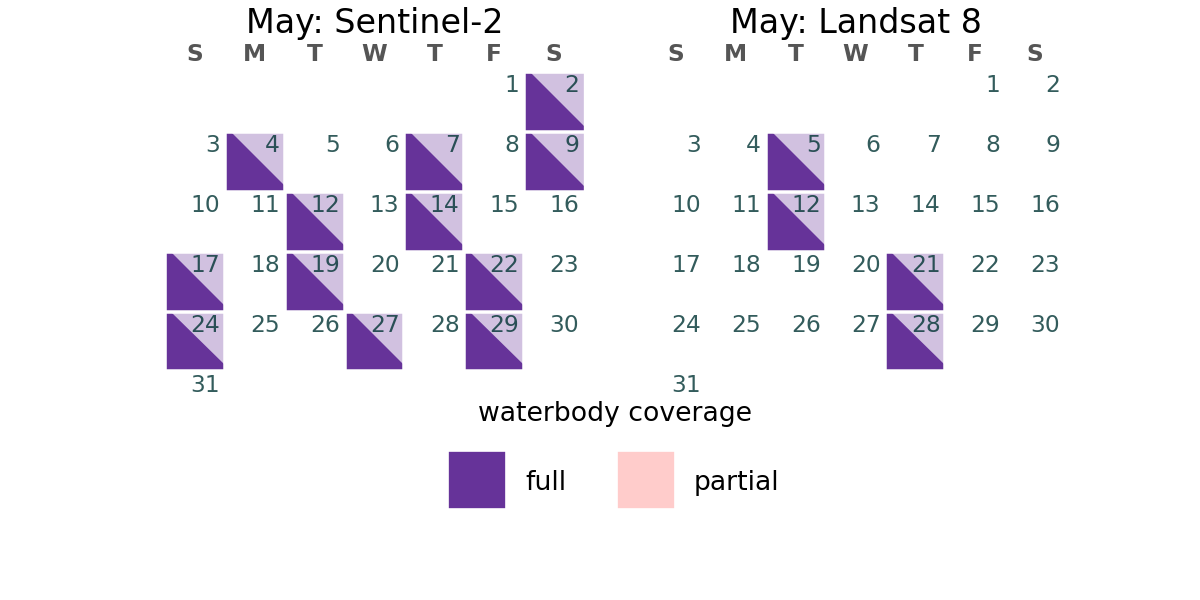 May: Sentinel-2
S M T W T F S
1 2
3 4 5 6 7 8 9
10 11 12 13 14 15 16
17 18 19 20 21 22 23
24 25 26 27 28 29 30
31
May: Landsat 8
S M T W T F S
1 2
3 4 5 6 7 8 9
10 11 12 13 14 15 16
17 18 19 20 21 22 23
24 25 26 27 28 29 30
31
waterbody coverage
full partial